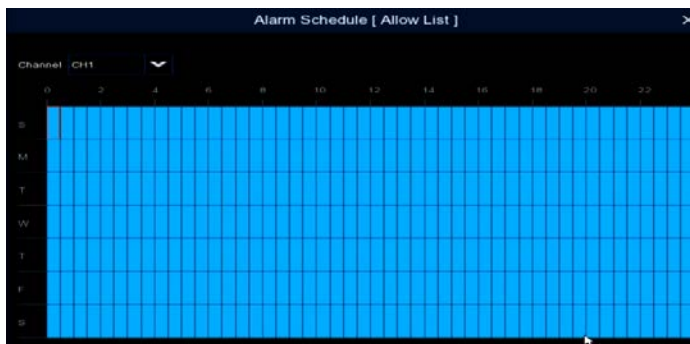 Alarm Schedule [ Allow List ]
Channel CH1
0 2 4 6 8 10 12 14 16 18 20 22
S
M
T
W
T
F
S